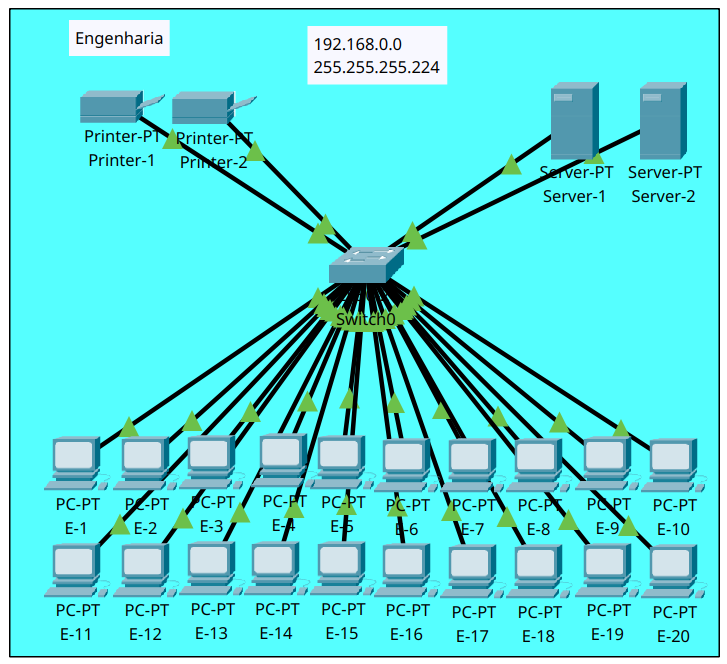 Engenharia
192.168.0.0
255.255.255.224
Printer-PT
Printer-1
Printer-PT
Printer-2
Server-PT
Server-1
Server-PT
Server-2
Switch0
PC-PT
E-1
PC-PT
E-2
PC-PT
E-3
PC-PT
E-4
PC-PT
E-5
PC-PT
E-6
PC-PT
E-7
PC-PT
E-8
PC-PT
E-9
PC-PT
E-10
PC-PT
E-11
PC-PT
E-12
PC-PT
E-13
PC-PT
E-14
PC-PT
E-15
PC-PT
E-16
PC-PT
E-17
PC-PT
E-18
PC-PT
E-19
PC-PT
E-20